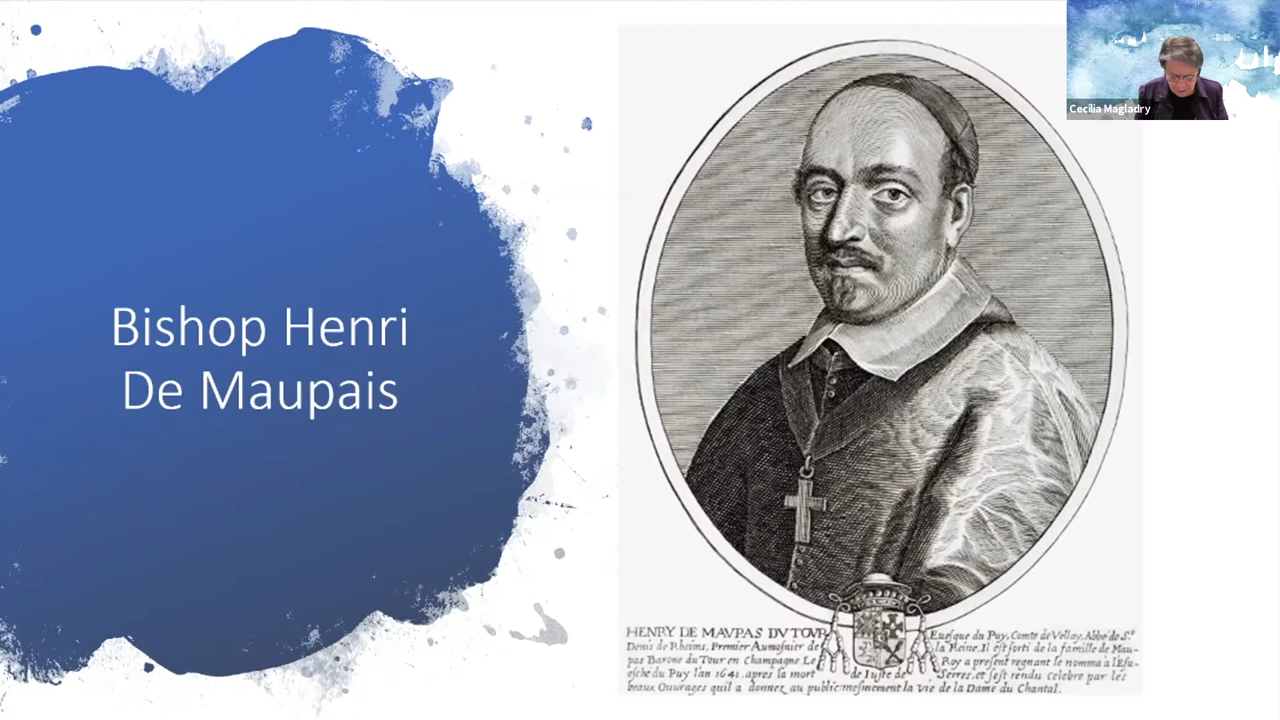 Bishop Henri
De Maupais
Cecilia Magladry
HENRY DE MAVPAS DV TOVR Euesque du Puy, Comte de Vellay, Abbé de S.t
Denis de Rheims, Premier Aumosnier de la Reine. Il est sorti de la famille de Mau-
pas Barone du Tour en Champagne. Le Roy a present regnant le nomma a l'Esu-
esché du Puy l'an 1641. apres la mort de Iuste de Serres, et s'est rendu celebre par les
beaux Ouurages quil a donnez au public mesmement la Vie de la Dame du Chantal.